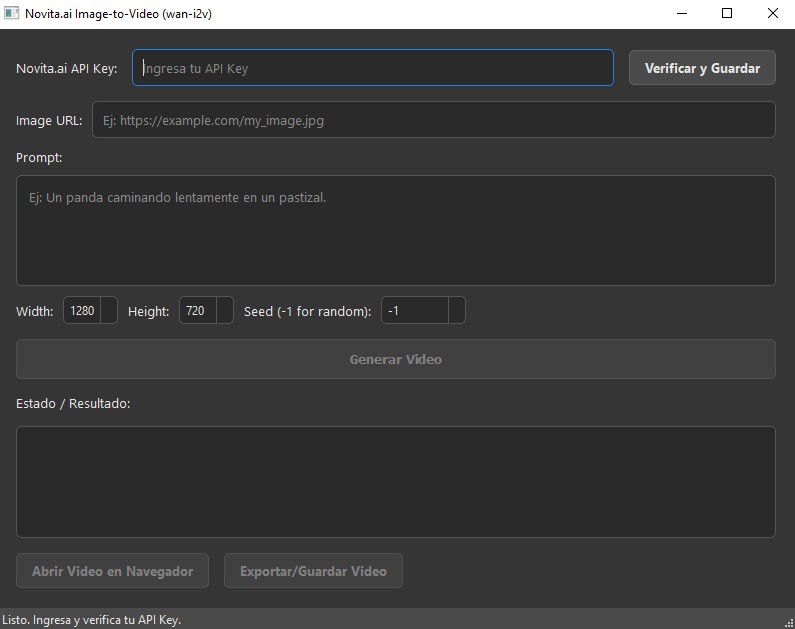 Novita.ai Image-to-Video (wan-i2v)
Novita.ai API Key: Ingresa tu API Key Verificar y Guardar
Image URL: Ej: https://example.com/my_image.jpg
Prompt:
Ej: Un panda caminando lentamente en un pastizal.
Width: 1280 Height: 720 Seed (-1 for random): -1
Generar Video
Estado / Resultado:
Abrir Video en Navegador Exportar/Guardar Video
Listo. Ingresa y verifica tu API Key.